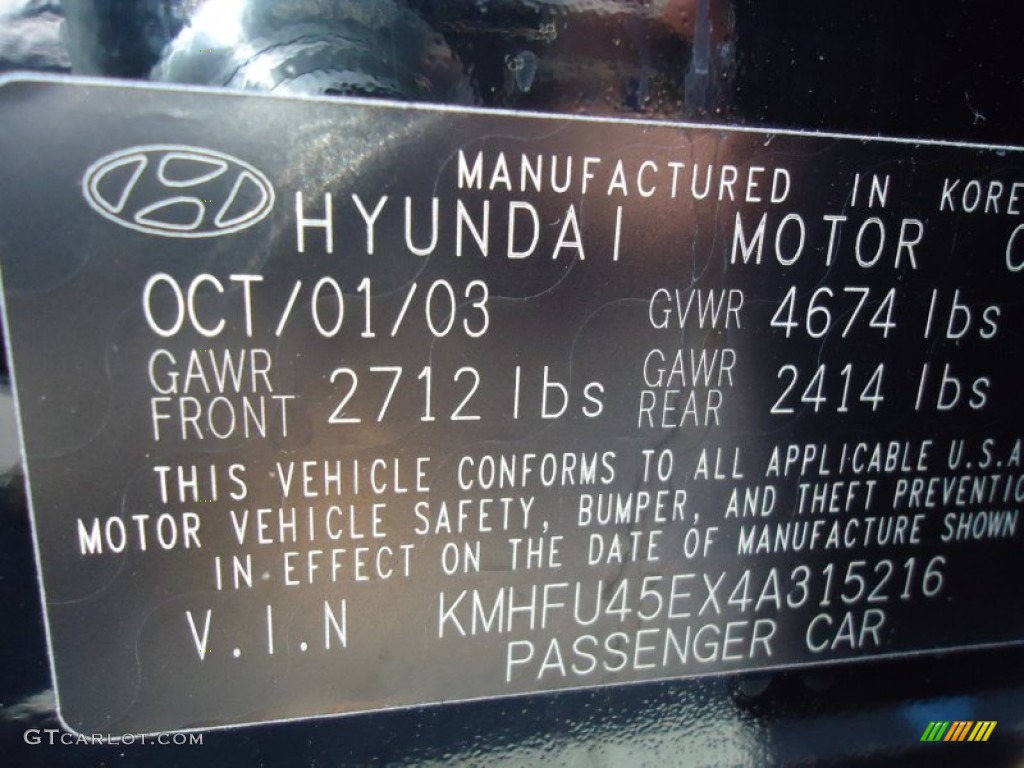 MANUFACTURED IN KORE
HYUNDAI MOTOR C
OCT/01/03 GVWR 4674 lbs
GAWR FRONT 2712 lbs GAWR REAR 2414 lbs
THIS VEHICLE CONFORMS TO ALL APPLICABLE U.S.A
MOTOR VEHICLE SAFETY, BUMPER, AND THEFT PREVENTIO
IN EFFECT ON THE DATE OF MANUFACTURE SHOWN
V.I.N KMHFU45EX4A315216
PASSENGER CAR
GTCarLot.com